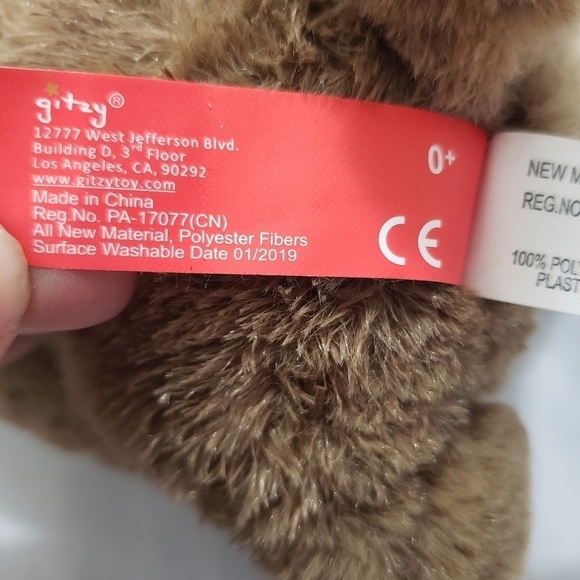 gitzy®
12777 West Jefferson Blvd.
Building D, 3rd Floor
Los Angeles, CA, 90292
www.gitzytoy.com
Made in China
Reg.No. PA-17077(CN)
All New Material, Polyester Fibers
Surface Washable Date 01/2019
0+
CE
NEW M
REG.NO
100% POLY
PLAST